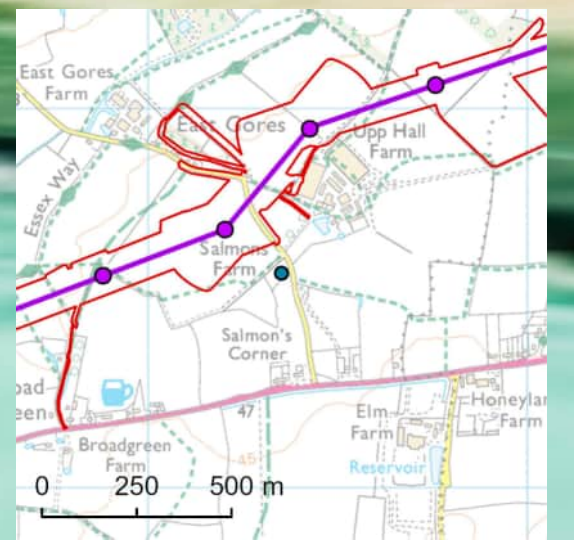 East Gores
Farm
East Gores
Upp Hall
Farm
Essex Way
Salmons
Farm
Salmon's
Corner
oad
een
47
Elm
Farm
Honeylan
Farm
Broadgreen
Farm
45
Reservoir
0 250 500 m